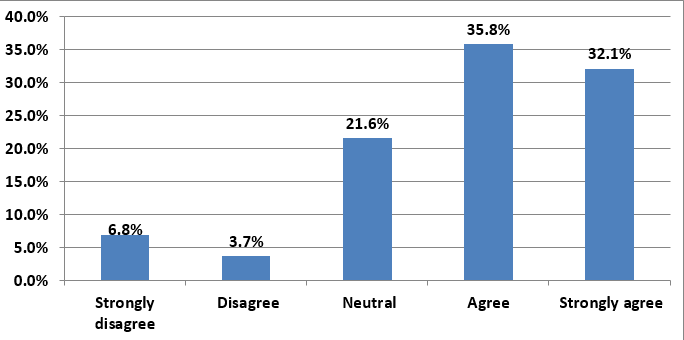 40.0%
35.0%
30.0%
25.0%
20.0%
15.0%
10.0%
5.0%
0.0%
6.8%
3.7%
21.6%
35.8%
32.1%
Strongly
disagree
Disagree
Neutral
Agree
Strongly agree